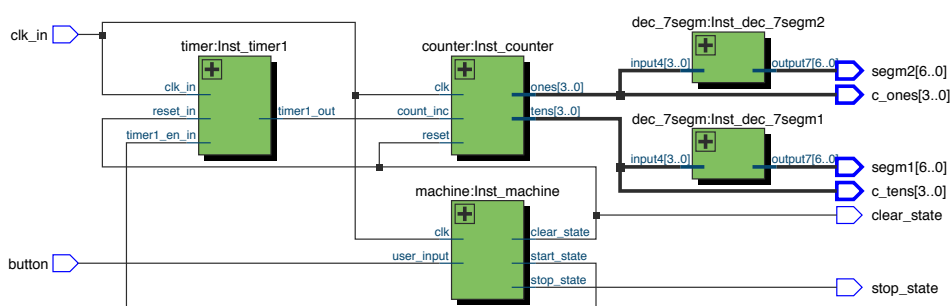 dec_7segm:Inst_dec_7segm2
clk_in
timer:Inst_timer1
counter:Inst_counter
input4[3..0]
output7[6..0]
segm2[6..0]
clk_in
clk
ones[3..0]
c_ones[3..0]
reset_in
timer1_out
count_inc
tens[3..0]
dec_7segm:Inst_dec_7segm1
timer1_en_in
reset
input4[3..0]
output7[6..0]
segm1[6..0]
machine:Inst_machine
c_tens[3..0]
clear_state
clk
clear_state
button
user_input
start_state
stop_state
stop_state